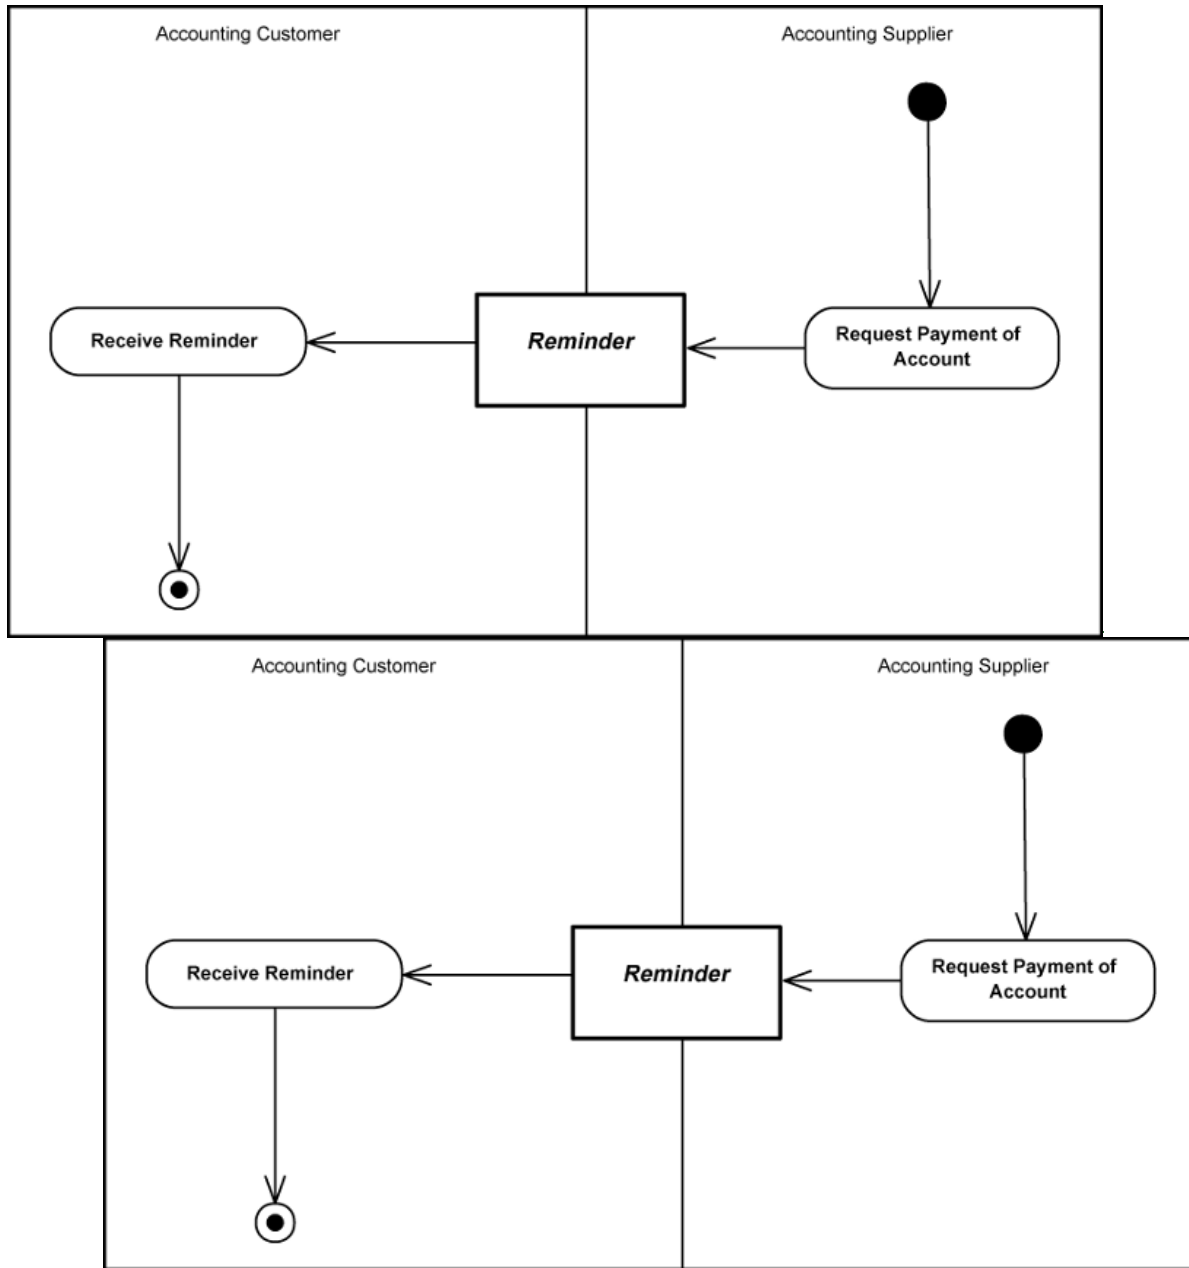 Accounting Customer
Accounting Supplier
Receive Reminder
Reminder
Request Payment of
Account
Accounting Customer
Accounting Supplier
Receive Reminder
Reminder
Request Payment of
Account